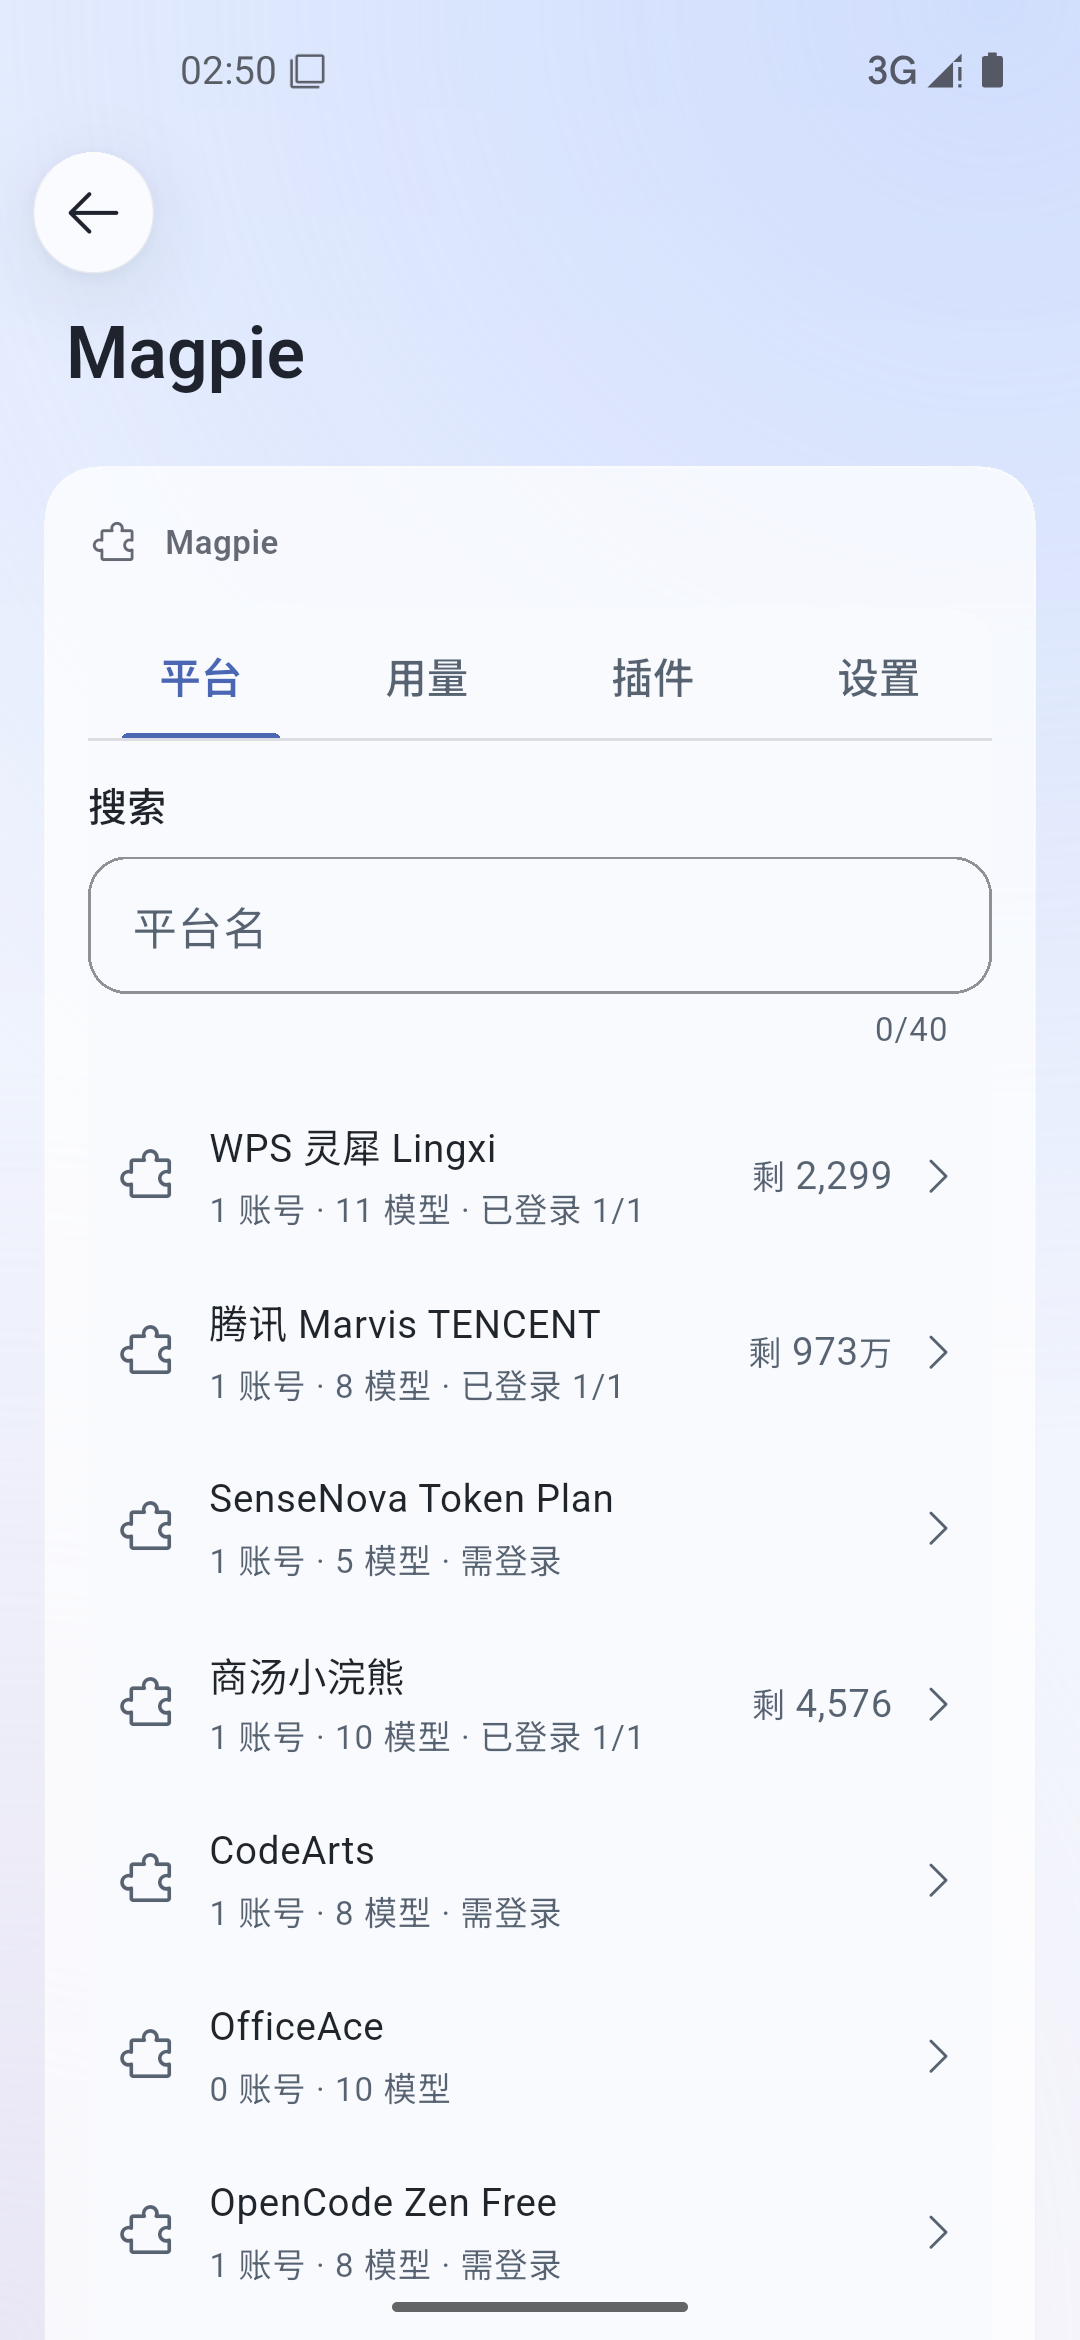 02:50
3G
Magpie
Magpie
平台
用量
插件
设置
搜索
平台名
0/40
WPS 灵犀 Lingxi
1 账号 · 11 模型 · 已登录 1/1
剩 2,299
腾讯 Marvis TENCENT
1 账号 · 8 模型 · 已登录 1/1
剩 973万
SenseNova Token Plan
1 账号 · 5 模型 · 需登录
商汤小浣熊
1 账号 · 10 模型 · 已登录 1/1
剩 4,576
CodeArts
1 账号 · 8 模型 · 需登录
OfficeAce
0 账号 · 10 模型
OpenCode Zen Free
1 账号 · 8 模型 · 需登录